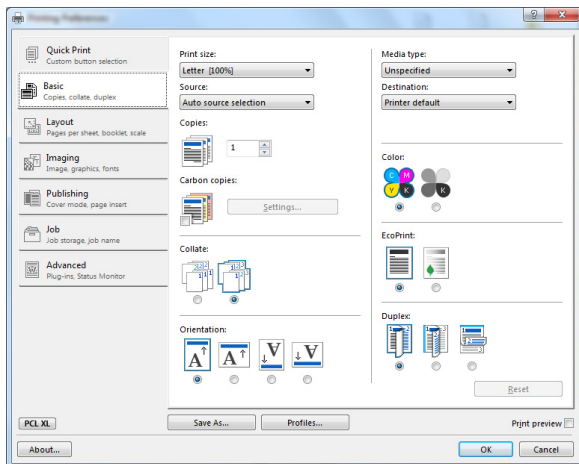 Printing Preferences
Quick Print
Custom button selection
Basic
Copies, collate, duplex
Layout
Pages per sheet, booklet, scale
Imaging
Image, graphics, fonts
Publishing
Cover mode, page insert
Job
Job storage, job name
Advanced
Plug-ins, Status Monitor
Print size:
Letter [100%]
Source:
Auto source selection
Copies:
1
Carbon copies:
Settings...
Collate:
Orientation:
A A A A
Media type:
Unspecified
Destination:
Printer default
Color:
C M
Y K K
EcoPrint:
Duplex:
Reset
PCL XL
Save As...
Profiles...
Print preview
About...
OK
Cancel